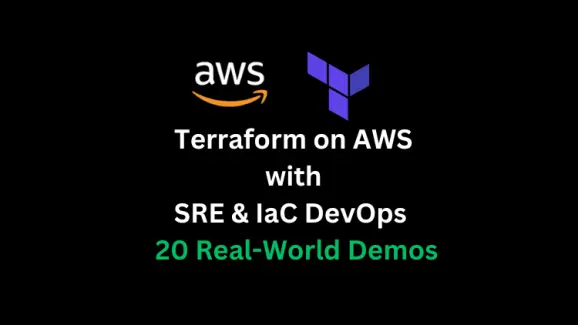 aws
Terraform on AWS
with
SRE & IaC DevOps
20 Real-World Demos